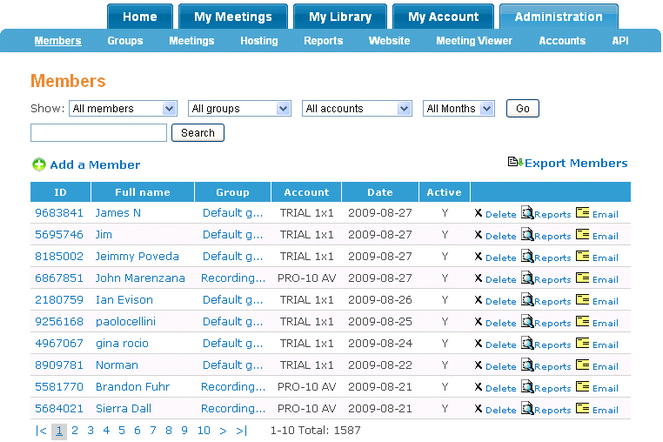 Home My Meetings My Library My Account Administration
Members Groups Meetings Hosting Reports Website Meeting Viewer Accounts API
Members
Show: All members All groups All accounts All Months Go
Search
Add a Member Export Members
ID Full name Group Account Date Active
9683841 James N Default g... TRIAL 1x1 2009-08-27 Y X Delete Reports Email
5695746 Jim Default g... TRIAL 1x1 2009-08-27 Y X Delete Reports Email
8185002 Jeimmy Poveda Default g... TRIAL 1x1 2009-08-27 Y X Delete Reports Email
6867851 John Marenzana Recording... PRO-10 AV 2009-08-27 Y X Delete Reports Email
2180759 Ian Evison Default g... TRIAL 1x1 2009-08-26 Y X Delete Reports Email
9256168 paolocellini Default g... TRIAL 1x1 2009-08-25 Y X Delete Reports Email
4967067 gina rocio Default g... TRIAL 1x1 2009-08-24 Y X Delete Reports Email
8909781 Norman Default g... TRIAL 1x1 2009-08-22 Y X Delete Reports Email
5581770 Brandon Fuhr Recording... PRO-10 AV 2009-08-21 Y X Delete Reports Email
5684021 Sierra Dall Recording... PRO-10 AV 2009-08-21 Y X Delete Reports Email
|< 1 2 3 4 5 6 7 8 9 10 > >| 1-10 Total: 1587